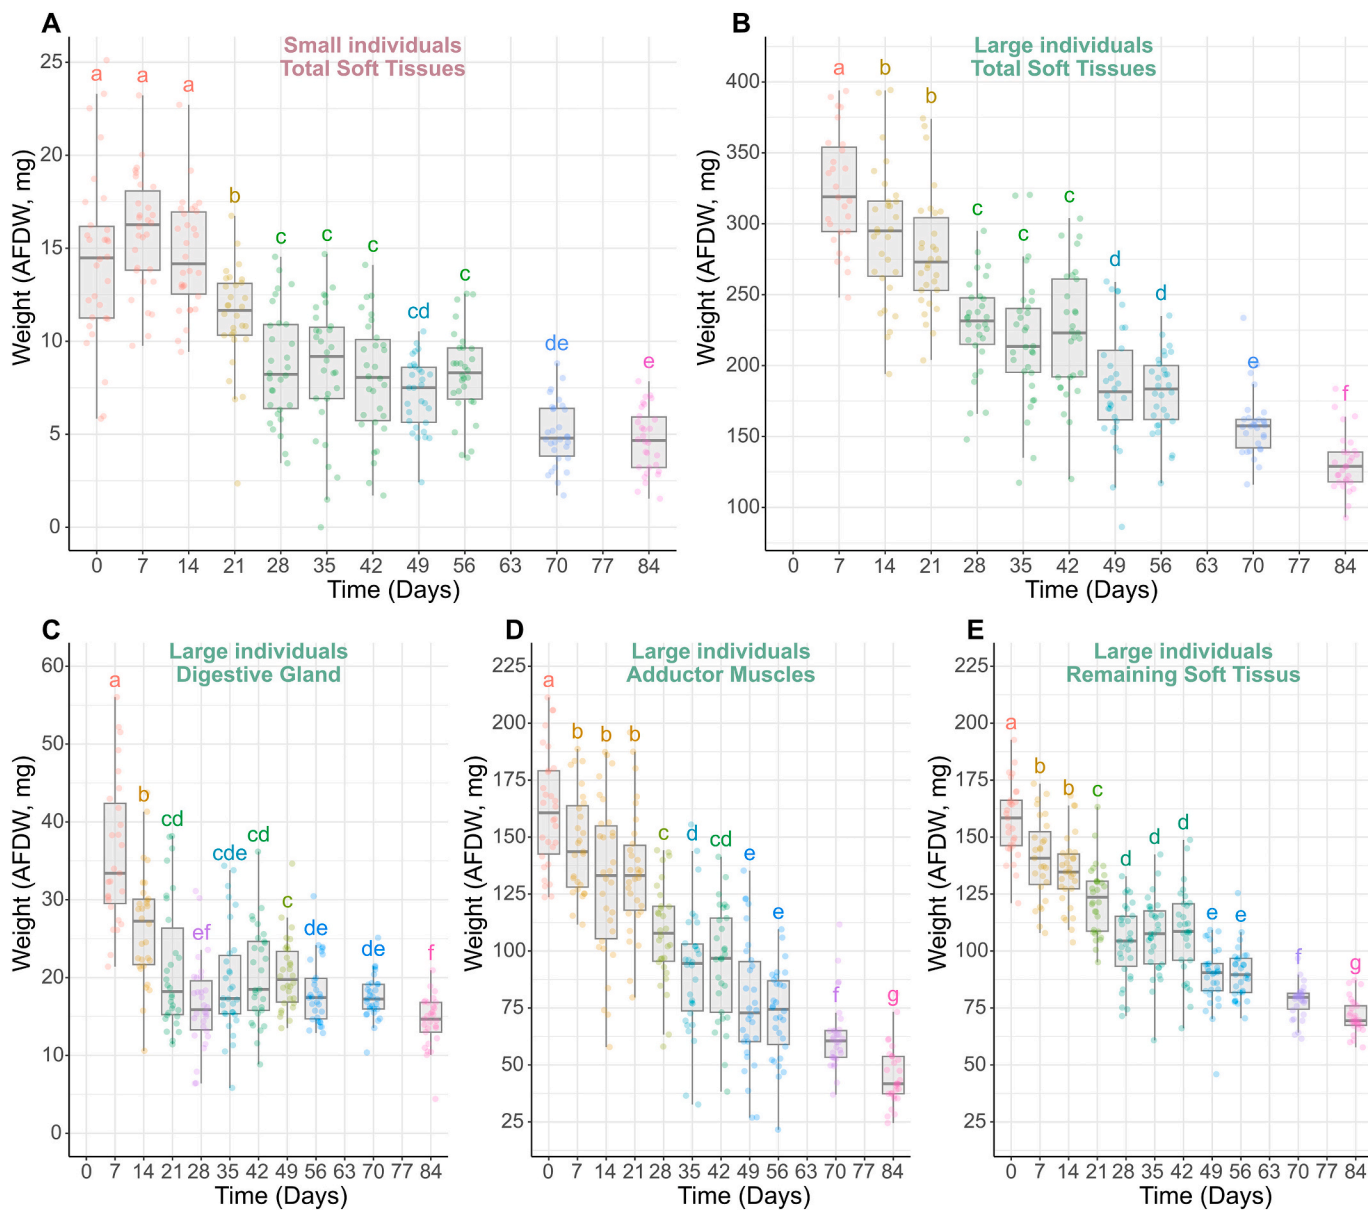 A
Small individuals
Total Soft Tissues
Weight (AFDW, mg)
25
20
15
10
5
0
a a a b c c c cd c de e
0 7 14 21 28 35 42 49 56 63 70 77 84
Time (Days)
B
Large individuals
Total Soft Tissues
Weight (AFDW, mg)
400
350
300
250
200
150
100
a b b c c c d d e f
0 7 14 21 28 35 42 49 56 63 70 77 84
Time (Days)
C
Large individuals
Digestive Gland
Weight (AFDW, mg)
60
50
40
30
20
10
0
a b cd ef cde cd c de de f
0 7 14 21 28 35 42 49 56 63 70 77 84
Time (Days)
D
Large individuals
Adductor Muscles
Weight (AFDW, mg)
225
200
175
150
125
100
75
50
25
a b b b c d cd e e f g
0 7 14 21 28 35 42 49 56 63 70 77 84
Time (Days)
E
Large individuals
Remaining Soft Tissus
Weight (AFDW, mg)
225
200
175
150
125
100
75
50
25
a b b c d d d e e f g
0 7 14 21 28 35 42 49 56 63 70 77 84
Time (Days)